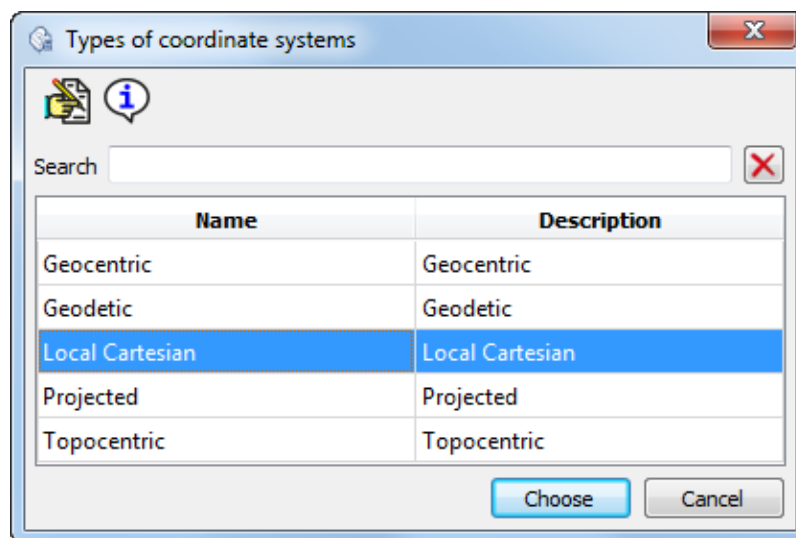 Types of coordinate systems
i
Search
Name Description
Geocentric Geocentric
Geodetic Geodetic
Local Cartesian Local Cartesian
Projected Projected
Topocentric Topocentric
Choose Cancel